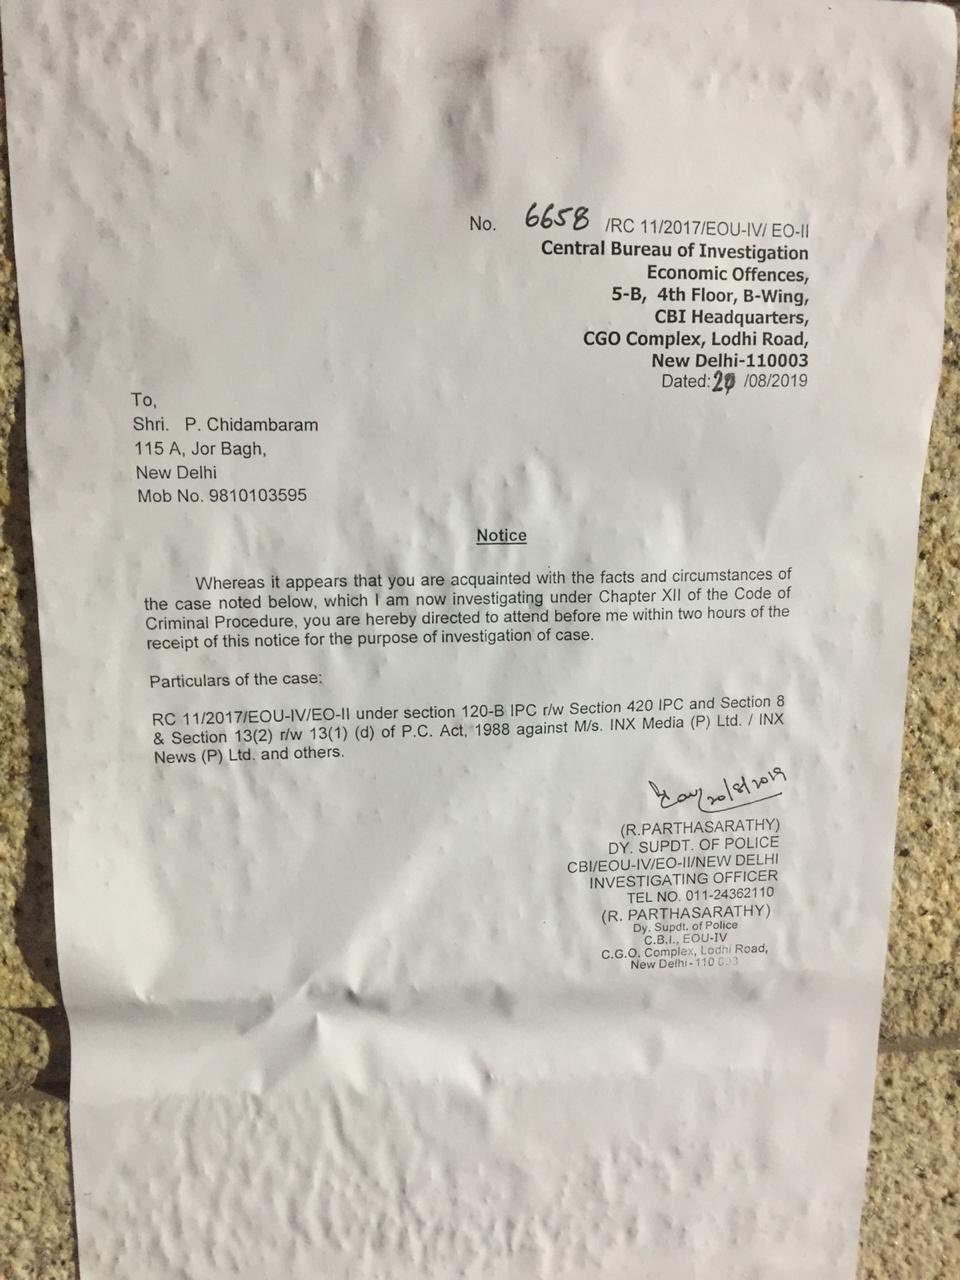 No. 6658 /RC 11/2017/EOU-IV/ EO-II
Central Bureau of Investigation
Economic Offences,
5-B, 4th Floor, B-Wing,
CBI Headquarters,
CGO Complex, Lodhi Road,
New Delhi-110003
Dated:20 /08/2019
To,
Shri. P. Chidambaram
115 A, Jor Bagh,
New Delhi
Mob No. 9810103595
Notice
Whereas it appears that you are acquainted with the facts and circumstances of
the case noted below, which I am now investigating under Chapter XII of the Code of
Criminal Procedure, you are hereby directed to attend before me within two hours of the
receipt of this notice for the purpose of investigation of case.
Particulars of the case:
RC 11/2017/EOU-IV/EO-II under section 120-B IPC r/w Section 420 IPC and Section 8
& Section 13(2) r/w 13(1) (d) of P.C. Act, 1988 against M/s. INX Media (P) Ltd. / INX
News (P) Ltd. and others.
20/8/2019
(R.PARTHASARATHY)
DY. SUPDT. OF POLICE
CBI/EOU-IV/EO-II/NEW DELHI
INVESTIGATING OFFICER
TEL NO. 011-24362110
(R. PARTHASARATHY)
Dy. Supdt. of Police
C.B.I., EOU-IV
C.G.O. Complex, Lodhi Road,
New Delhi-110 003